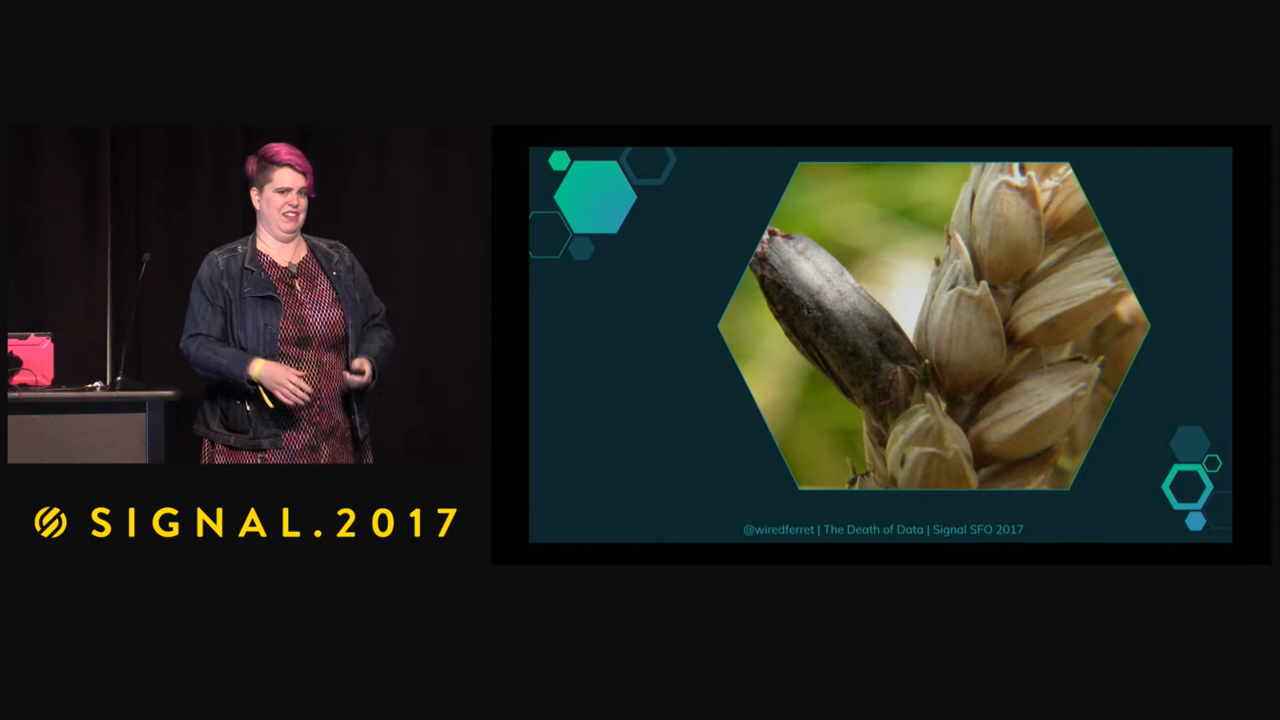 SIGNAL.2017
@wiredferret | The Death of Data | Signal SFO 2017